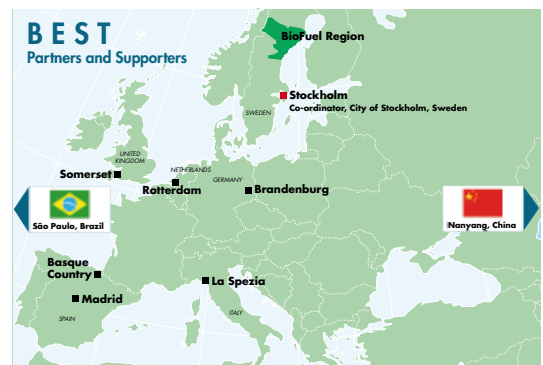 BEST
Partners and Supporters
BioFuel Region
Stockholm
Co-ordinator, City of Stockholm, Sweden
SWEDEN
UNITED
KINGDOM
Somerset
NETHERLANDS
Rotterdam
GERMANY
Brandenburg
São Paulo, Brazil
Nanyang, China
Basque
Country
La Spezia
Madrid
SPAIN
ITALY